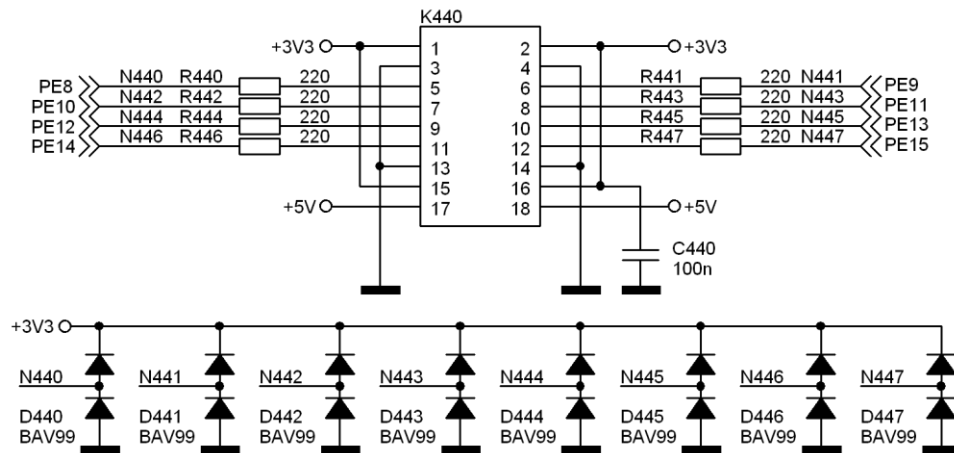 K440
+3V3 1 2 +3V3
3 4
PE8 N440 R440 220 5 6 R441 220 N441 PE9
PE10 N442 R442 220 7 8 R443 220 N443 PE11
PE12 N444 R444 220 9 10 R445 220 N445 PE13
PE14 N446 R446 220 11 12 R447 220 N447 PE15
13 14
15 16
+5V 17 18 +5V
C440
100n
+3V3
N440 N441 N442 N443 N444 N445 N446 N447
D440 D441 D442 D443 D444 D445 D446 D447
BAV99 BAV99 BAV99 BAV99 BAV99 BAV99 BAV99 BAV99